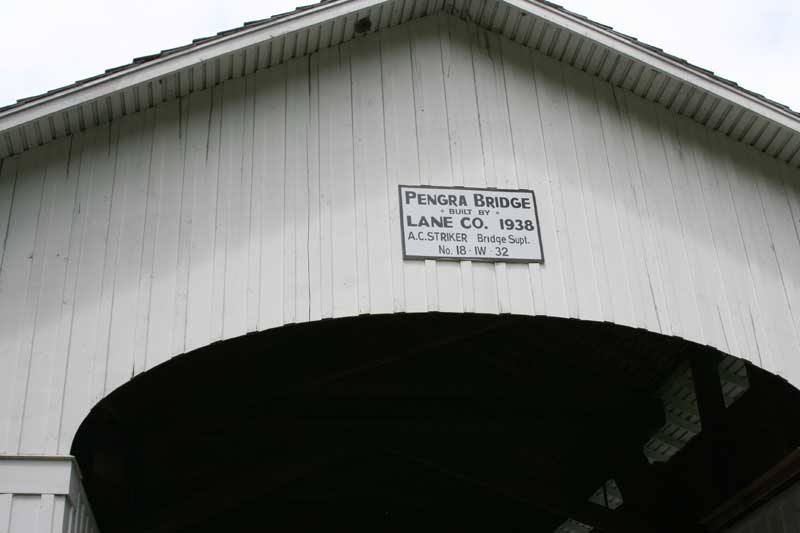 PENGRA BRIDGE
• BUILT BY •
LANE CO. 1938
A.C. STRIKER Bridge Supt.
No. 18 - 1W - 32